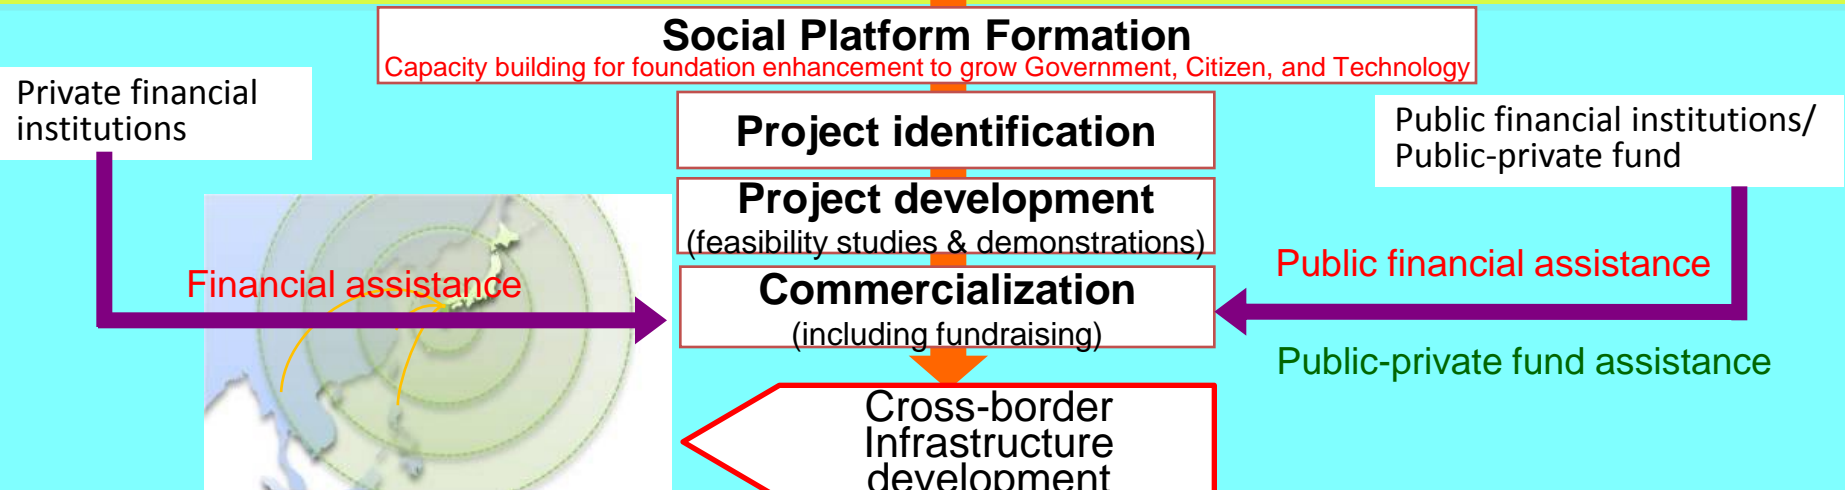 Social Platform Formation
Capacity building for foundation enhancement to grow Government, Citizen, and Technology
Private financial
institutions
Project identification
Public financial institutions/
Public-private fund
Project development
(feasibility studies & demonstrations)
Financial assistance
Commercialization
(including fundraising)
Public financial assistance
Public-private fund assistance
Cross-border
Infrastructure
development